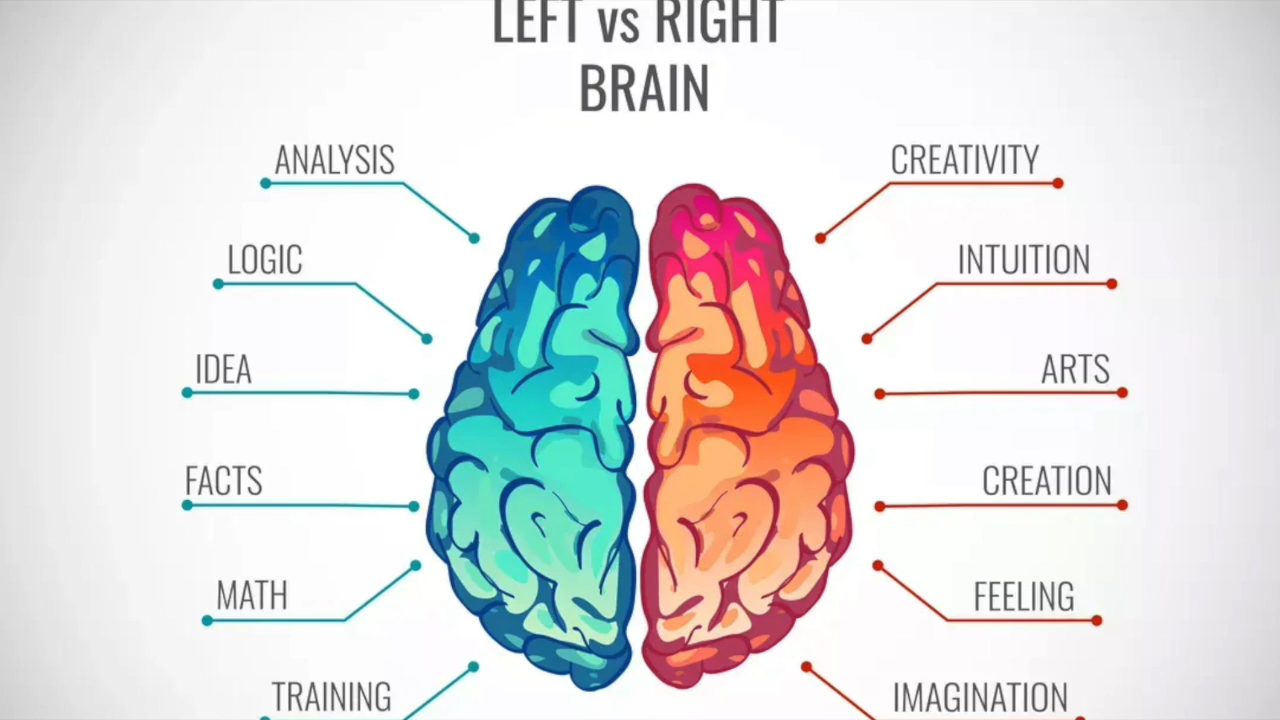 LEFT vs RIGHT
BRAIN
ANALYSIS
LOGIC
IDEA
FACTS
MATH
TRAINING
CREATIVITY
INTUITION
ARTS
CREATION
FEELING
IMAGINATION